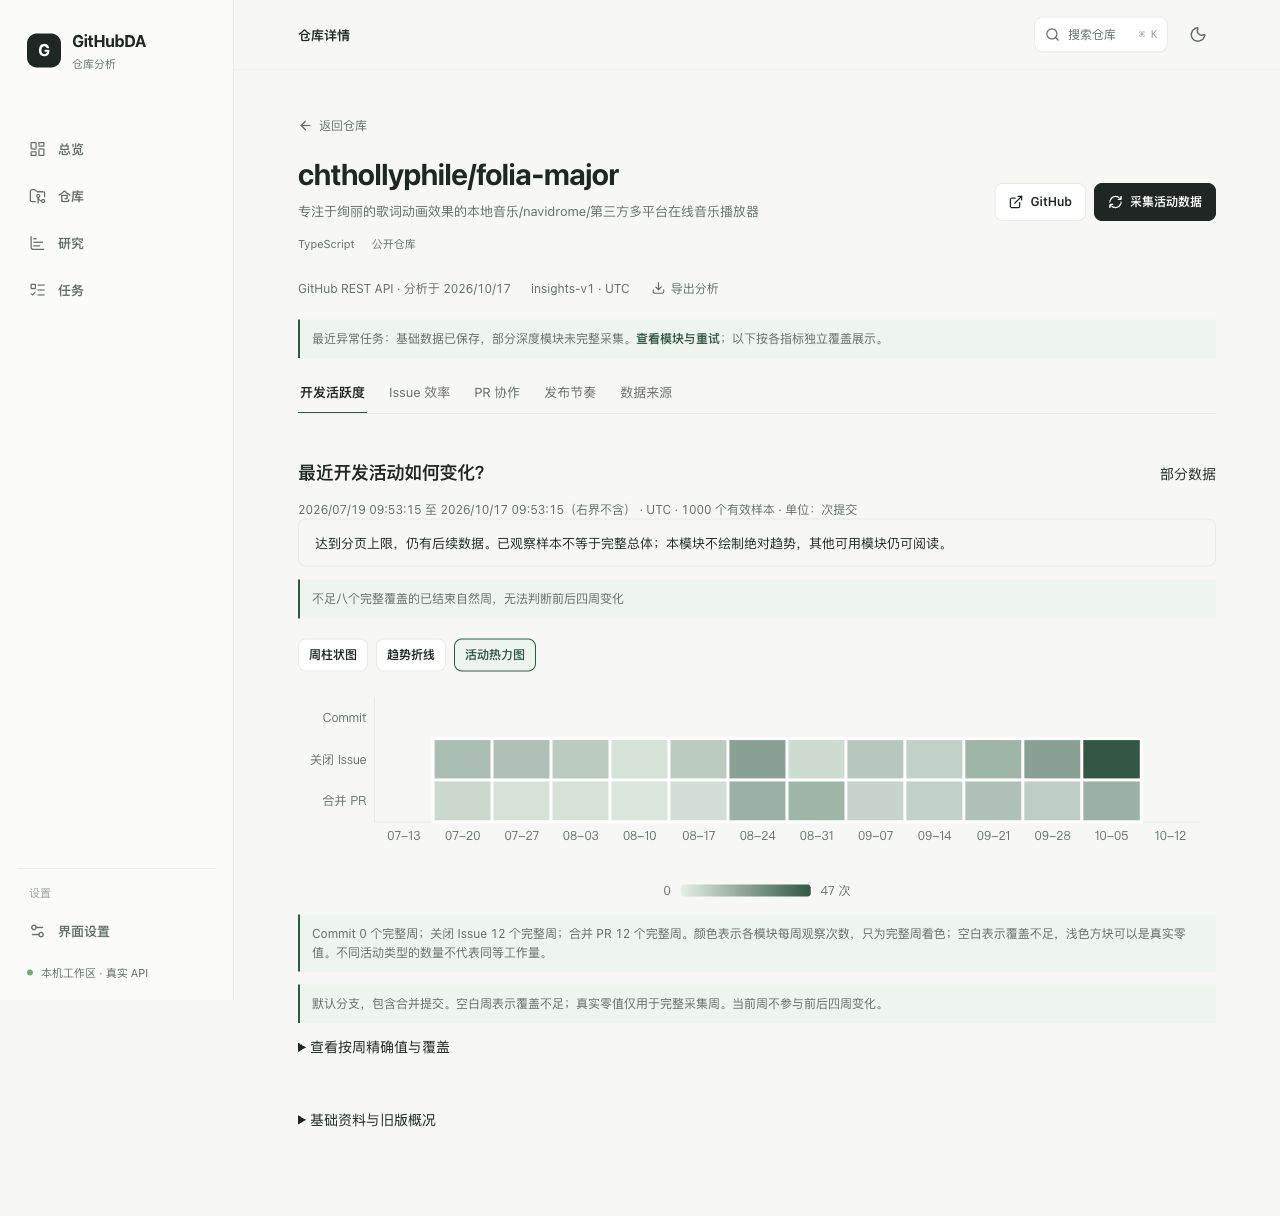 G
GitHubDA
仓库分析
总览
仓库
研究
任务
设置
界面设置
本机工作区 · 真实 API
仓库详情
搜索仓库 ⌘ K
返回仓库
chthollyphile/folia-major
专注于绚丽的歌词动画效果的本地音乐/navidrome/第三方多平台在线音乐播放器
TypeScript 公开仓库
GitHub
采集活动数据
GitHub REST API · 分析于 2026/10/17 insights-v1 · UTC 导出分析
最近异常任务：基础数据已保存，部分深度模块未完整采集。查看模块与重试；以下按各指标独立覆盖展示。
开发活跃度 Issue 效率 PR 协作 发布节奏 数据来源
最近开发活动如何变化？
部分数据
2026/07/19 09:53:15 至 2026/10/17 09:53:15（右界不含） · UTC · 1000 个有效样本 · 单位：次提交
达到分页上限，仍有后续数据。已观察样本不等于完整总体；本模块不绘制绝对趋势，其他可用模块仍可阅读。
不足八个完整覆盖的已结束自然周，无法判断前后四周变化
周柱状图 趋势折线 活动热力图
Commit
关闭 Issue
合并 PR
07-13 07-20 07-27 08-03 08-10 08-17 08-24 08-31 09-07 09-14 09-21 09-28 10-05 10-12
0 47 次
Commit 0 个完整周；关闭 Issue 12 个完整周；合并 PR 12 个完整周。颜色表示各模块每周观察次数，只为完整周着色；空白表示覆盖不足，浅色方块可以是真实零
值。不同活动类型的数量不代表同等工作量。
默认分支，包含合并提交。空白周表示覆盖不足；真实零值仅用于完整采集周。当前周不参与前后四周变化。
查看按周精确值与覆盖
基础资料与旧版概况